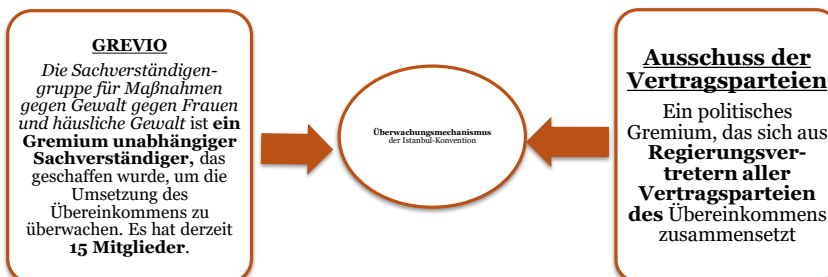 GREVIO
Die Sachverständigen-
gruppe für Maßnahmen
gegen Gewalt gegen Frauen
und häusliche Gewalt ist ein
Gremium unabhängiger
Sachverständiger, das
geschaffen wurde, um die
Umsetzung des
Übereinkommens zu
überwachen. Es hat derzeit
15 Mitglieder.
Überwachungsmechanismus
der Istanbul-Konvention
Ausschuss der
Vertragsparteien
Ein politisches
Gremium, das sich aus
Regierungsver-
tretern aller
Vertragsparteien
des Übereinkommens
zusammensetzt